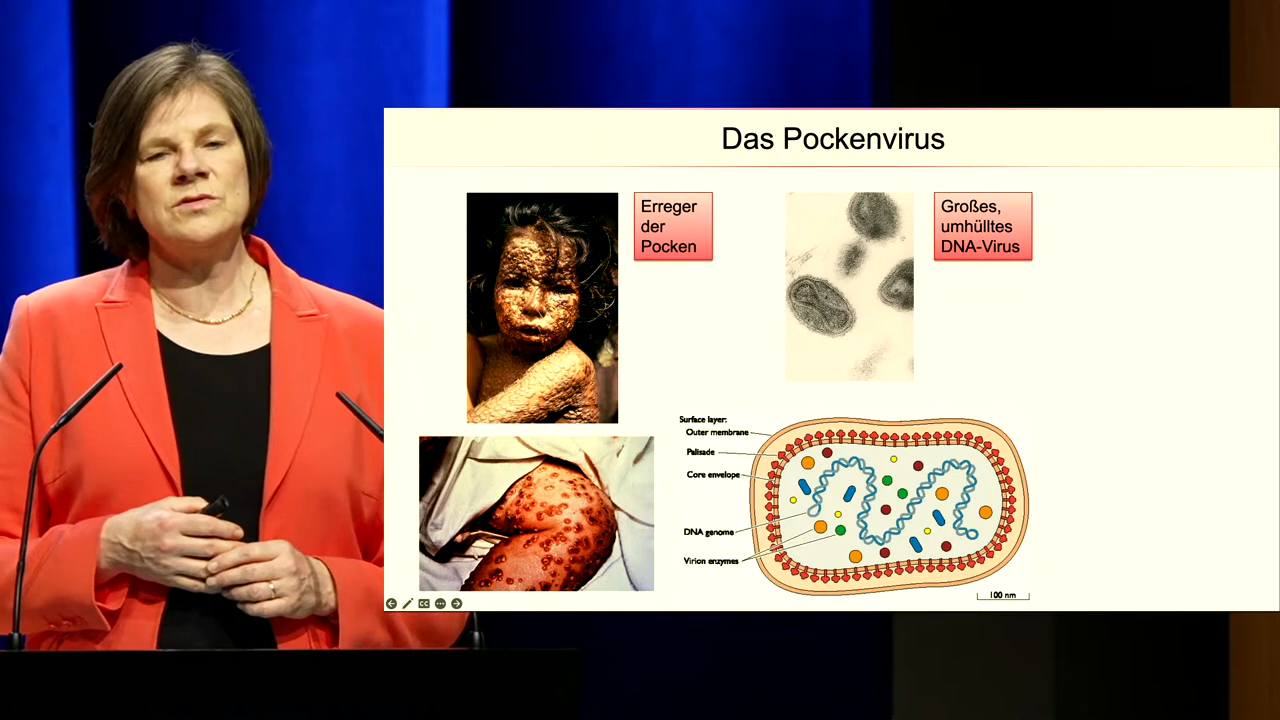 Das Pockenvirus
Erreger
der
Pocken
Großes,
umhülltes
DNA-Virus
Surface layer:
Outer membrane
Palisade
Core envelope
DNA genome
Virion enzymes
100 nm
CC